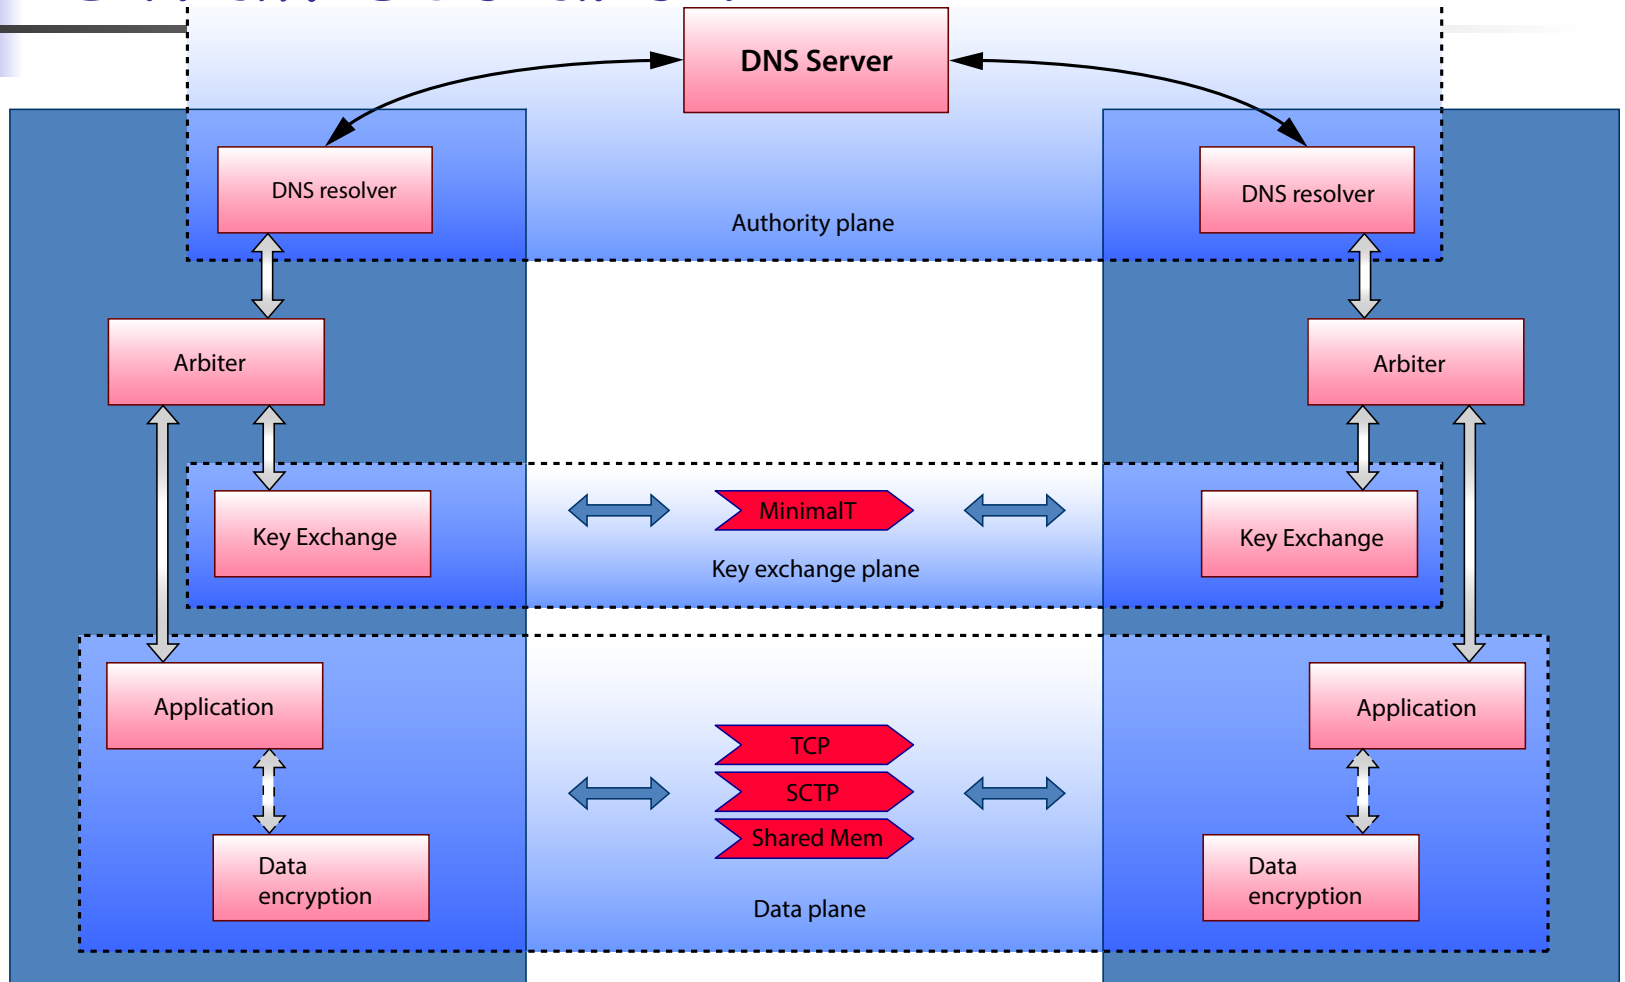 DNS Server
DNS resolver
DNS resolver
Authority plane
Arbiter
Arbiter
MinimalT
Key Exchange
Key Exchange
Key exchange plane
Application
Application
TCP
SCTP
Shared Mem
Data
encryption
Data
encryption
Data plane